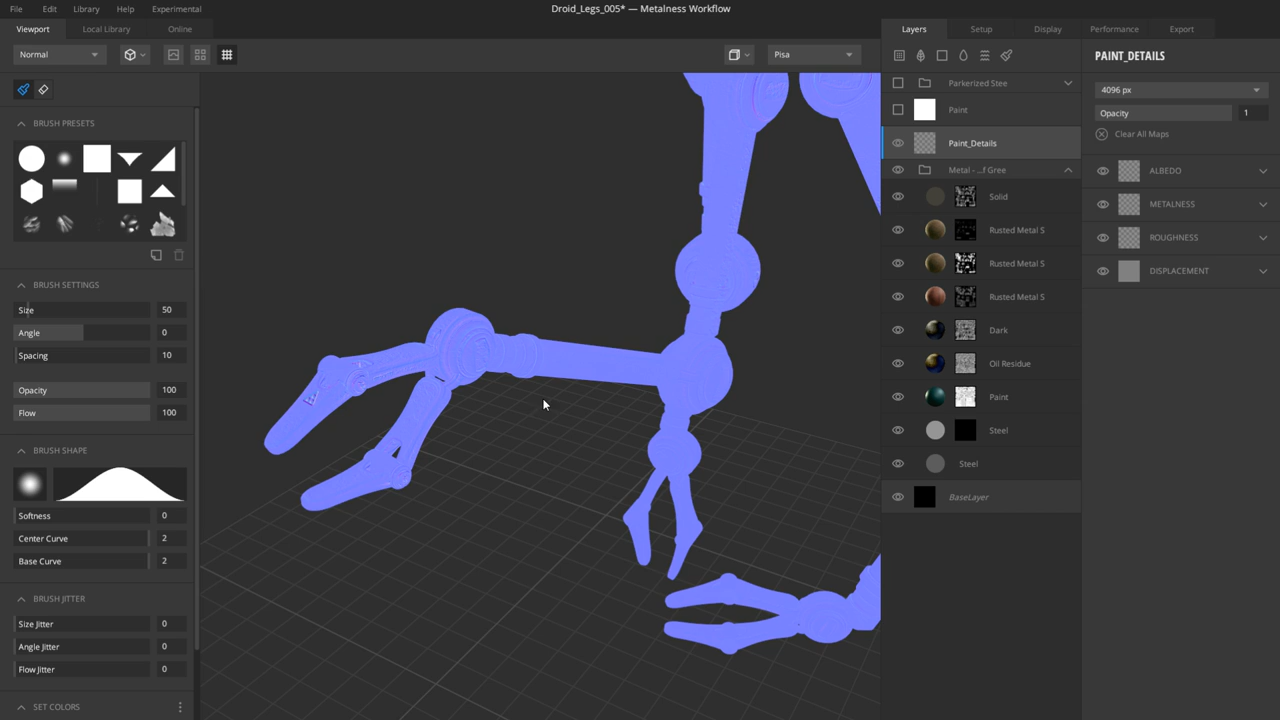 File Edit Library Help Experimental
Droid_Legs_005* — Metalness Workflow
Viewport Local Library Online
Layers Setup Display Performance Export
Normal
Pisa
PAINT_DETAILS
4096 px
Opacity 1
Clear All Maps
ALBEDO
METALNESS
ROUGHNESS
DISPLACEMENT
Parkerized Stee
Paint
Paint_Details
Metal - ...f Gree
Solid
Rusted Metal S
Rusted Metal S
Rusted Metal S
Dark
Oil Residue
Paint
Steel
Steel
BaseLayer
BRUSH PRESETS
BRUSH SETTINGS
Size 50
Angle 0
Spacing 10
Opacity 100
Flow 100
BRUSH SHAPE
Softness 0
Center Curve 2
Base Curve 2
BRUSH JITTER
Size Jitter 0
Angle Jitter 0
Flow Jitter 0
SET COLORS